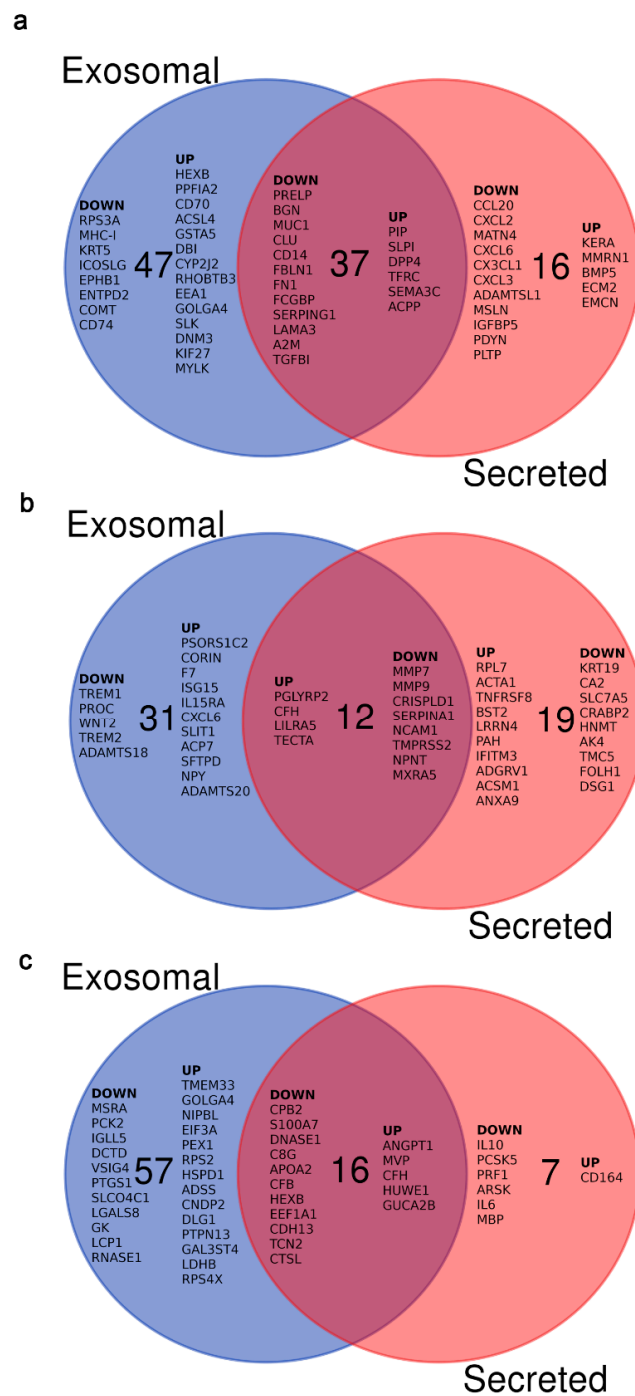 a
Exosomal
DOWN
RPS3A
MHC-I
KRT5
ICOSLG
EPHB1
ENTPD2
COMT
CD74
47
UP
HEXB
PPFIA2
CD70
ACSL4
GSTA5
DBI
CYP2J2
RHOBTB3
EEA1
GOLGA4
SLK
DNM3
KIF27
MYLK
DOWN
PRELP
BGN
MUC1
CLU
CD14
FBLN1
FN1
FCGBP
SERPING1
LAMA3
A2M
TGFBI
37
UP
PIP
SLPI
DPP4
TFRC
SEMA3C
ACPP
DOWN
CCL20
CXCL2
MATN4
CXCL6
CX3CL1
CXCL3
ADAMTSL1
MSLN
IGFBP5
PDYN
PLTP
16
UP
KERA
MMRN1
BMP5
ECM2
EMCN
Secreted
b
Exosomal
DOWN
TREM1
PROC
WNT2
TREM2
ADAMTS18
31
UP
PSORS1C2
CORIN
F7
ISG15
IL15RA
CXCL6
SLIT1
ACP7
SFTPD
NPY
ADAMTS20
UP
PGLYRP2
CFH
LILRA5
TECTA
12
DOWN
MMP7
MMP9
CRISPLD1
SERPINA1
NCAM1
TMPRSS2
NPNT
MXRA5
UP
RPL7
ACTA1
TNFRSF8
BST2
LRRN4
PAH
IFITM3
ADGRV1
ACSM1
ANXA9
19
DOWN
KRT19
CA2
SLC7A5
CRABP2
HNMT
AK4
TMC5
FOLH1
DSG1
Secreted
c
Exosomal
DOWN
MSRA
PCK2
IGLL5
DCTD
VSIG4
PTGS1
SLCO4C1
LGALS8
GK
LCP1
RNASE1
57
UP
TMEM33
GOLGA4
NIPBL
EIF3A
PEX1
RPS2
HSPD1
ADSS
CNDP2
DLG1
PTPN13
GAL3ST4
LDHB
RPS4X
DOWN
CPB2
S100A7
DNASE1
C8G
APOA2
CFB
HEXB
EEF1A1
CDH13
TCN2
CTSL
16
UP
ANGPT1
MVP
CFH
HUWE1
GUCA2B
DOWN
IL10
PCSK5
PRF1
ARSK
IL6
MBP
7
UP
CD164
Secreted